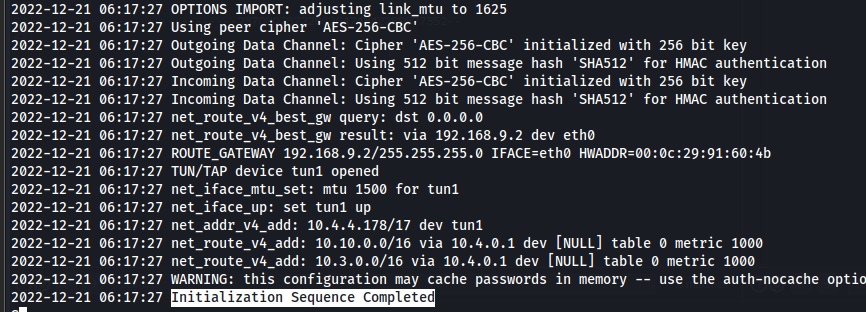 2022-12-21 06:17:27 OPTIONS IMPORT: adjusting link_mtu to 1625
2022-12-21 06:17:27 Using peer cipher 'AES-256-CBC'
2022-12-21 06:17:27 Outgoing Data Channel: Cipher 'AES-256-CBC' initialized with 256 bit key
2022-12-21 06:17:27 Outgoing Data Channel: Using 512 bit message hash 'SHA512' for HMAC authentication
2022-12-21 06:17:27 Incoming Data Channel: Cipher 'AES-256-CBC' initialized with 256 bit key
2022-12-21 06:17:27 Incoming Data Channel: Using 512 bit message hash 'SHA512' for HMAC authentication
2022-12-21 06:17:27 net_route_v4_best_gw query: dst 0.0.0.0
2022-12-21 06:17:27 net_route_v4_best_gw result: via 192.168.9.2 dev eth0
2022-12-21 06:17:27 ROUTE_GATEWAY 192.168.9.2/255.255.255.0 IFACE=eth0 HWADDR=00:0c:29:91:60:4b
2022-12-21 06:17:27 TUN/TAP device tun1 opened
2022-12-21 06:17:27 net_iface_mtu_set: mtu 1500 for tun1
2022-12-21 06:17:27 net_iface_up: set tun1 up
2022-12-21 06:17:27 net_addr_v4_add: 10.4.4.178/17 dev tun1
2022-12-21 06:17:27 net_route_v4_add: 10.10.0.0/16 via 10.4.0.1 dev [NULL] table 0 metric 1000
2022-12-21 06:17:27 net_route_v4_add: 10.3.0.0/16 via 10.4.0.1 dev [NULL] table 0 metric 1000
2022-12-21 06:17:27 WARNING: this configuration may cache passwords in memory -- use the auth-nocache optio
2022-12-21 06:17:27 Initialization Sequence Completed